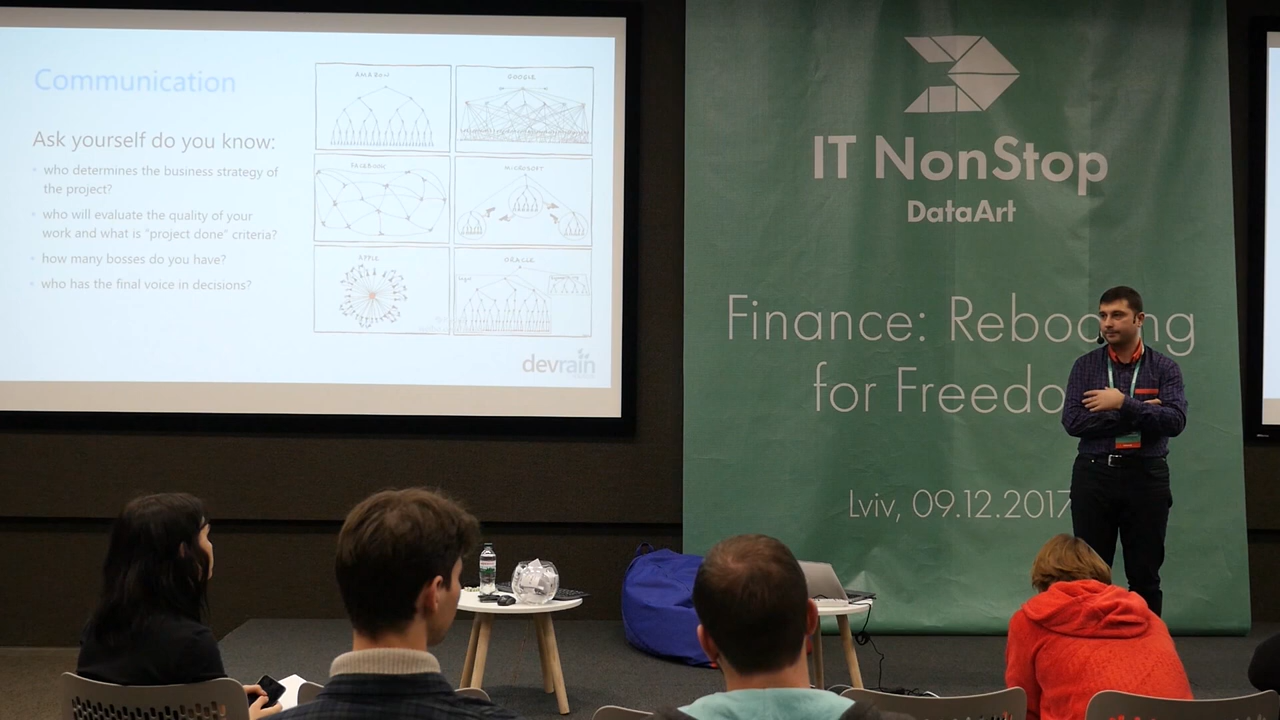 Communication
Ask yourself do you know:
who determines the business strategy of
the project?
who will evaluate the quality of your
work and what is "project done" criteria?
how many bosses do you have?
who has the final voice in decisions?
AMAZON
GOOGLE
FACEBOOK
MICROSOFT
APPLE
ORACLE
devrain
IT NonStop
DataArt
Finance: Reboo ng
for Freedo
Lviv, 09.12.2017